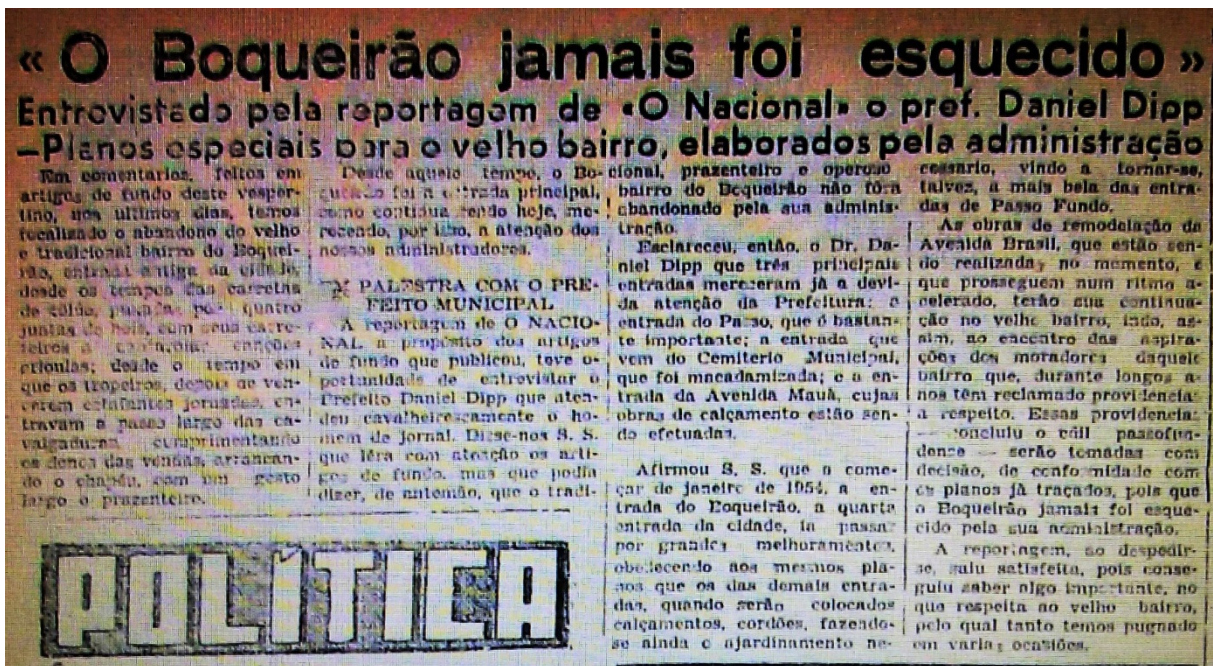 « O Boqueirão jamais foi esquecido »
Entrevistado pela reportagem de «O Nacional» o pref. Daniel Dipp
—Planos especiais para o velho bairro, elaborados pela administração
Em comentarios, feitos em
artigos de fundo deste vesper-
tino, nos ultimos dias, temos
focalizado o abandono do velho
e tradicional bairro do Boquei-
rão, entrada antiga da cidade,
desde os tempos das carretas
de tôldo, puxadas por quatro
juntas de bois, com seus carre-
teiros a canções
crioulas; desde o tempo em
que os tropeiros, depois de ven-
cerem estafantes jornadas, en-
travam a passo largo das ca-
valgaduras, cumprimentando
os donos das vendas, arrancan-
do o chapéu, com um gesto
largo o prazenteiro.
Desde aquele tempo, o Bo-
foi a entrada principal,
como continua sendo hoje, me-
recendo, por isso, a atenção dos
nossos administradores.
EM PALESTRA COM O PRE-
FEITO MUNICIPAL
A reportagem de O NACIO-
NAL a proposito dos artigos
de fundo que publicou, teve o-
portunidade de entrevistar o
Prefeito Daniel Dipp que aten-
deu cavalheirescamente o ho-
mem de jornal. Disse-nos S. S.
que lêra com atenção os arti-
gos de fundo, mas que podia
dizer, de antemão, que o tradi-
cional, prazenteiro e operoso
bairro do Boqueirão não fôra
abandonado pela sua adminis-
tração.
Esclareceu, então, o Dr. Da-
niel Dipp que três principais
entradas mereceram já a devi-
da atenção da Prefeitura: a
entrada do Passo, que é bastan-
te importante; a entrada que
vem do Cemiterio Municipal,
que foi macadamizada; e a en-
trada da Avenida Mauá, cujas
obras de calçamento estão sen-
do efetuadas.
Afirmou S. S. que a come-
çar de janeiro de 1954, a en-
trada do Boqueirão, a quarta
entrada da cidade, ia passar
por grandes melhoramentos,
obedecendo aos mesmos pla-
nos que os das demais entra-
das, quando serão colocados
calçamentos, cordões, fazendo-
se ainda o ajardinamento ne-
cessario, vindo a tornar-se,
talvez, a mais bela das entra-
das de Passo Fundo.
As obras de remodelação da
Avenida Brasil, que estão sen-
do realizadas no momento, e
que prosseguem num ritmo a-
celerado, terão sua continua-
ção no velho bairro, indo, as-
sim, ao encontro das aspira-
ções dos moradores daquele
bairro que, durante longos a-
nos têm reclamado providencias
a respeito. Essas providencias
— concluiu o edil passofun-
dense — serão tomadas com
decisão, de conformidade com
os planos já traçados, pois que
o Boqueirão jamais foi esque-
cido pela sua administração.
A reportagem, ao despedir-
se, saiu satisfeita, pois conse-
guiu saber algo importante, no
que respeita ao velho bairro,
pelo qual tanto temos pugnado
em varias ocasiões.
POLÍTICA